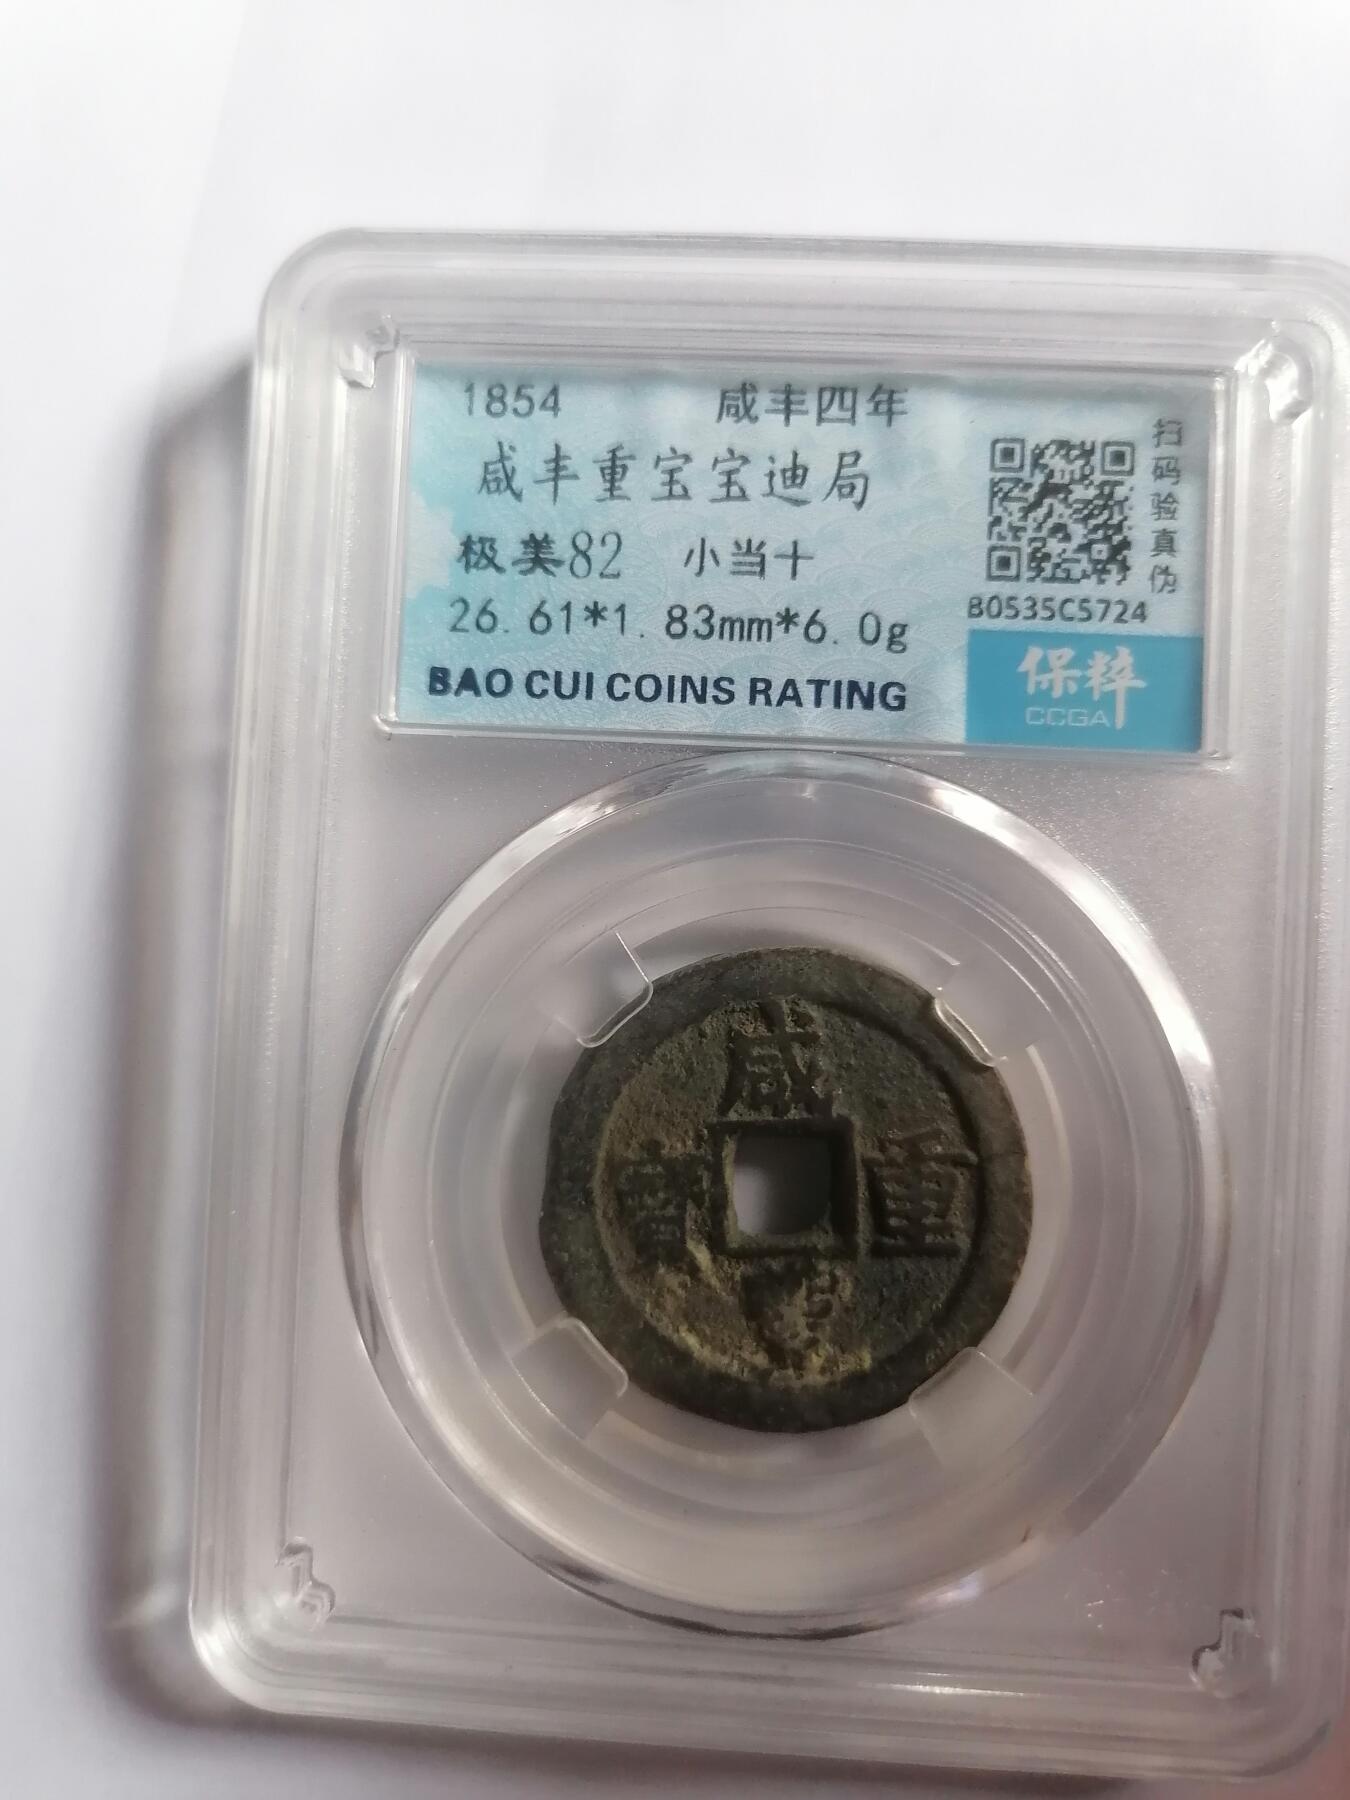 1854 咸丰四年
咸丰重宝宝迪局
极美82 小当十
26.61*1.83mm*6.0g
BAO CUI COINS RATING
扫码验真伪
B0535C5724
保粹
CCGA
咸
重
寳